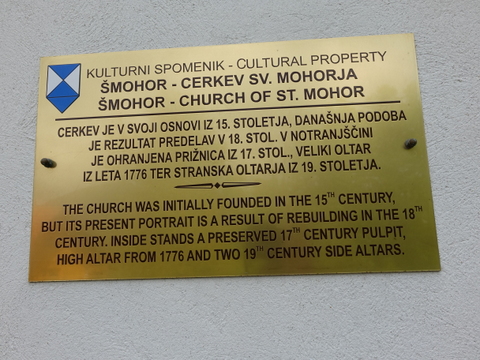 KULTURNI SPOMENIK - CULTURAL PROPERTY
ŠMOHOR - CERKEV SV. MOHORJA
ŠMOHOR - CHURCH OF ST. MOHOR
CERKEV JE V SVOJI OSNOVI IZ 15. STOLETJA, DANAŠNJA PODOBA
JE REZULTAT PREDELAV V 18. STOL. V NOTRANJŠČINI
JE OHRANJENA PRIŽNICA IZ 17. STOL., VELIKI OLTAR
IZ LETA 1776 TER STRANSKA OLTARJA IZ 19. STOLETJA.
THE CHURCH WAS INITIALLY FOUNDED IN THE 15TH CENTURY,
BUT ITS PRESENT PORTRAIT IS A RESULT OF REBUILDING IN THE 18TH
CENTURY. INSIDE STANDS A PRESERVED 17TH CENTURY PULPIT,
HIGH ALTAR FROM 1776 AND TWO 19TH CENTURY SIDE ALTARS.